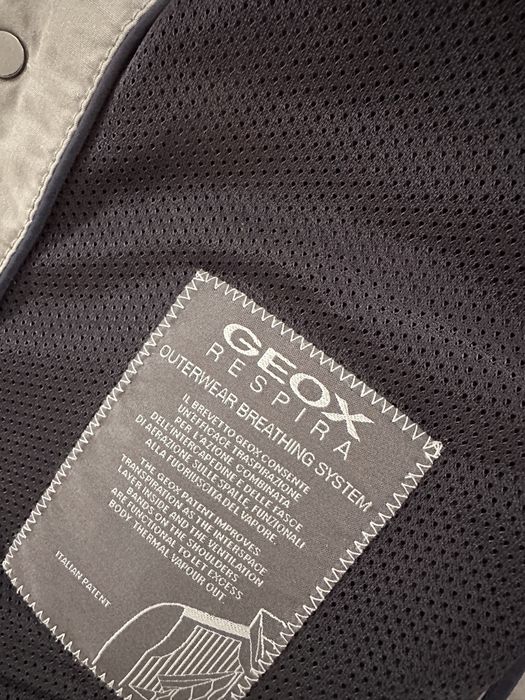 GEOX
RESPIRA
OUTERWEAR BREATHING SYSTEM
IL BREVETTO GEOX CONSENTE
UN'EFFICACE TRASPIRAZIONE
PER L'AZIONE COMBINATA
DELL'INTERCAPEDINE E DELLE FASCE
DI AERAZIONE SULLE SPALLE, FUNZIONALI
ALLA FUORIUSCITA DEL VAPORE.
THE GEOX PATENT IMPROVES
TRANSPIRATION AS THE INTERSPACE
LAYER INSIDE AND THE VENTILATION
BANDS ON THE SHOULDERS
ARE FUNCTIONAL TO LET EXCESS
BODY THERMAL VAPOUR OUT.
ITALIAN PATENT